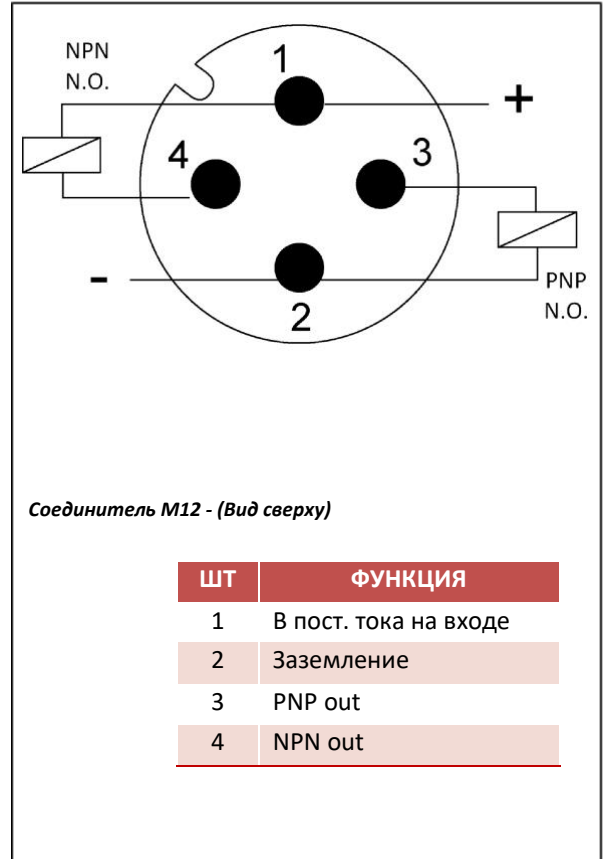 NPN
N.O.
1
+
4
3
-
2
PNP
N.O.
Соединитель M12 - (Вид сверху)
ШТ ФУНКЦИЯ
1 В пост. тока на входе
2 Заземление
3 PNP out
4 NPN out